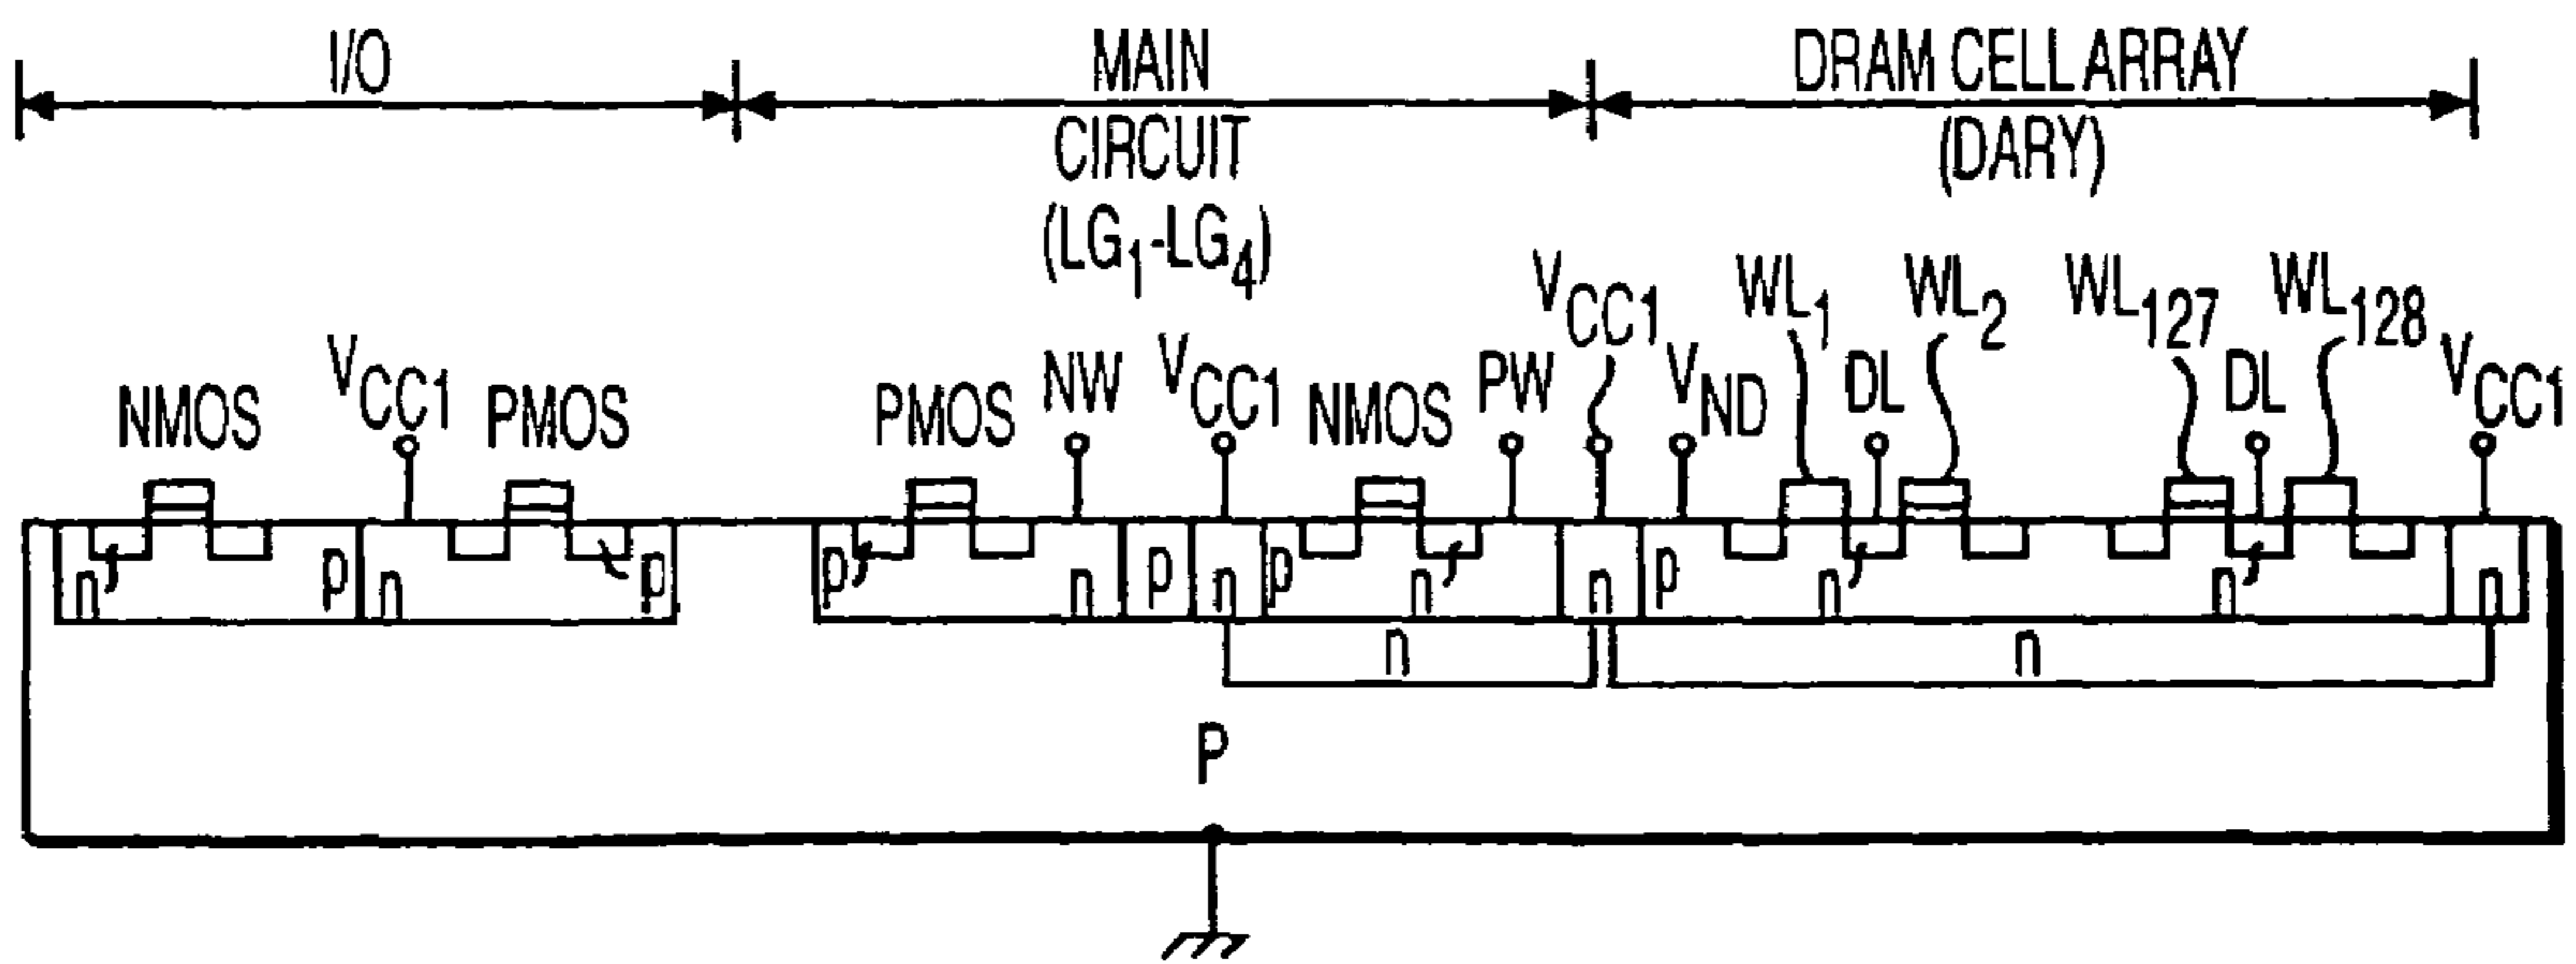 I/O MAIN DRAM CELL ARRAY
CIRCUIT (DARY)
(LG1-LG4)
VCC1 WL1 WL2 WL127 WL128
NMOS VCC1 PMOS PMOS NW VCC1 NMOS PW VND DL DL VCC1
n p n p p n p n p n n p n n n
n n
P